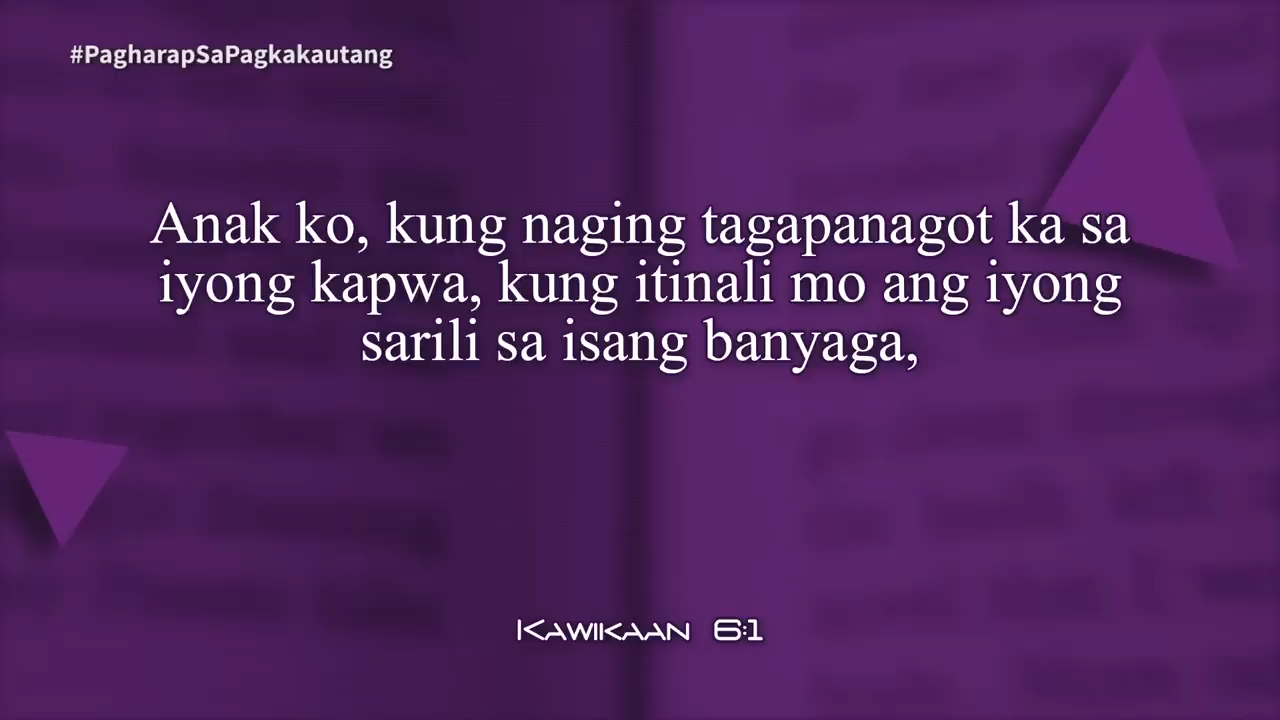 #PagharapSaPagkakautang
Anak ko, kung naging tagapanagot ka sa
iyong kapwa, kung itinali mo ang iyong
sarili sa isang banyaga,
Kawikaan 6:1